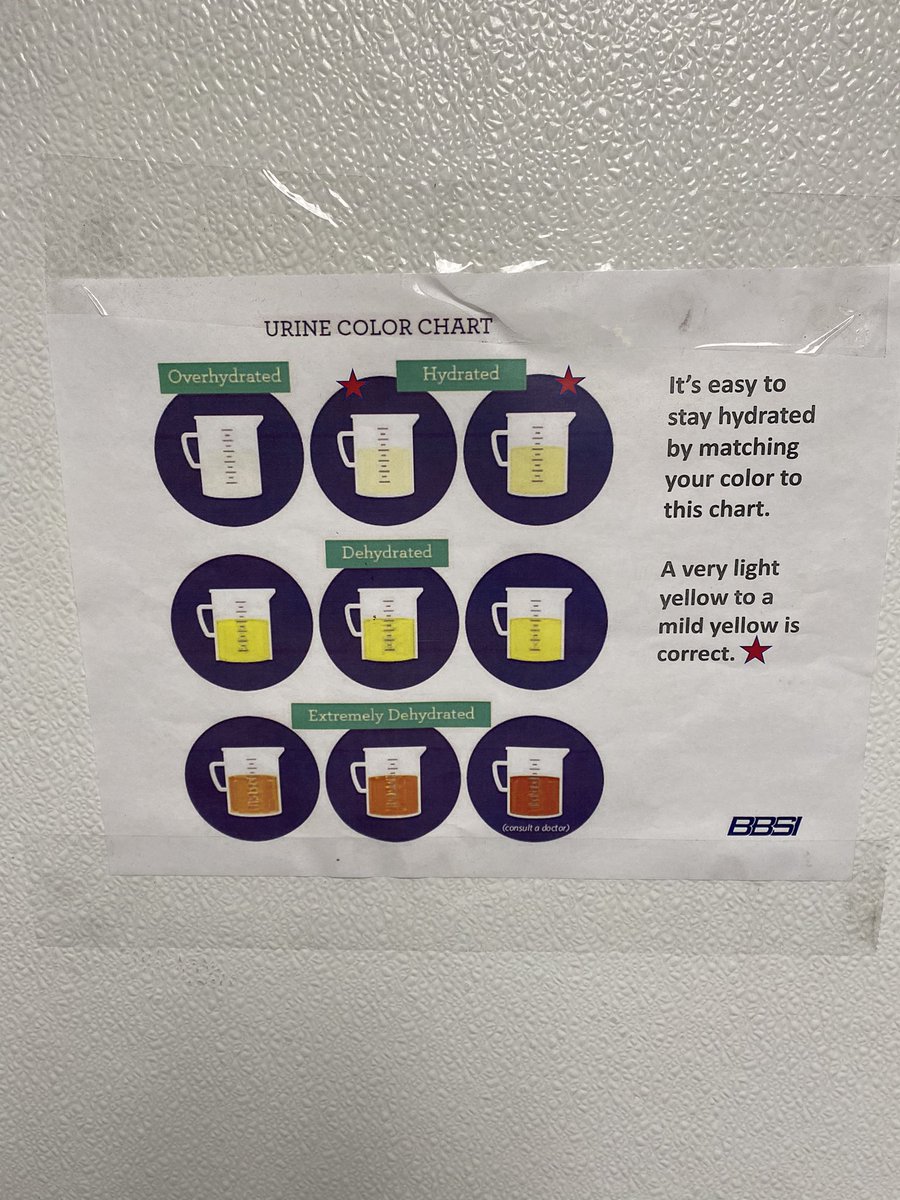 URINE COLOR CHART
Overhydrated
Hydrated
Dehydrated
Extremely Dehydrated
(consult a doctor)
It's easy to
stay hydrated
by matching
your color to
this chart.
A very light
yellow to a
mild yellow is
correct.
BBSI